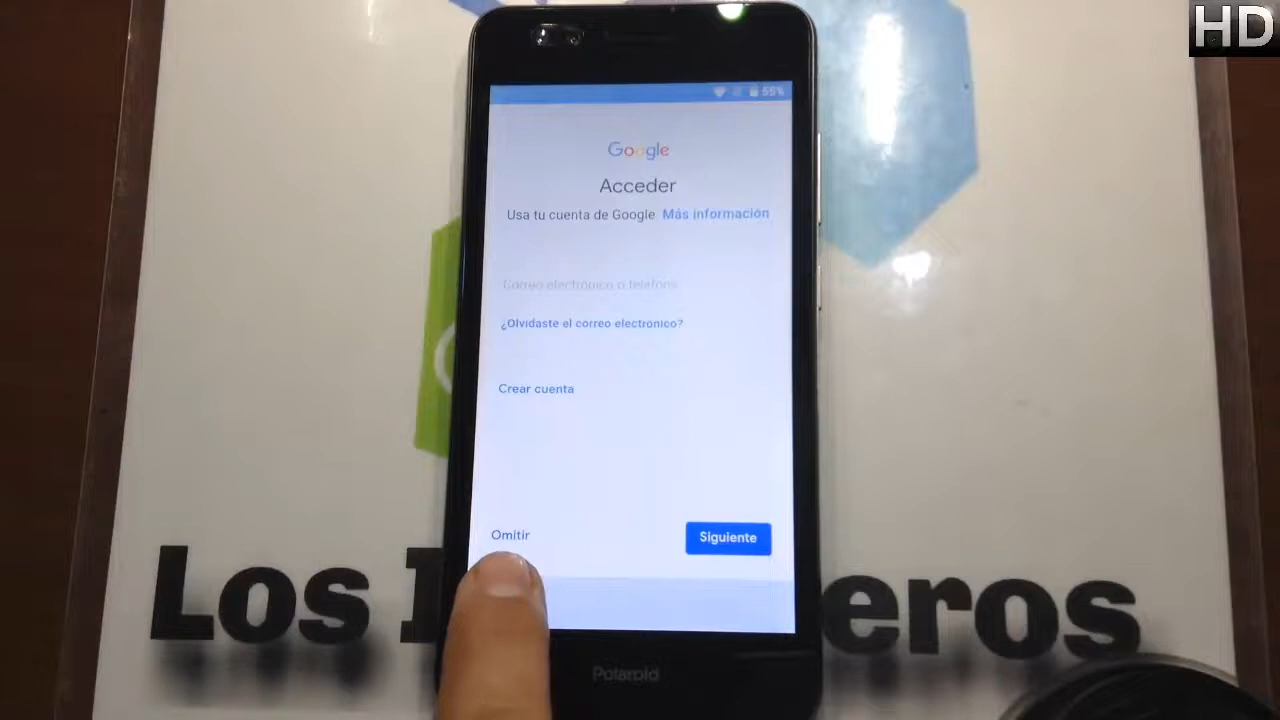 HD
55%
Google
Acceder
Usa tu cuenta de Google Más información
Correo electrónico o teléfono
¿Olvidaste el correo electrónico?
Crear cuenta
Omitir
Siguiente
Los
eros
Polaroid